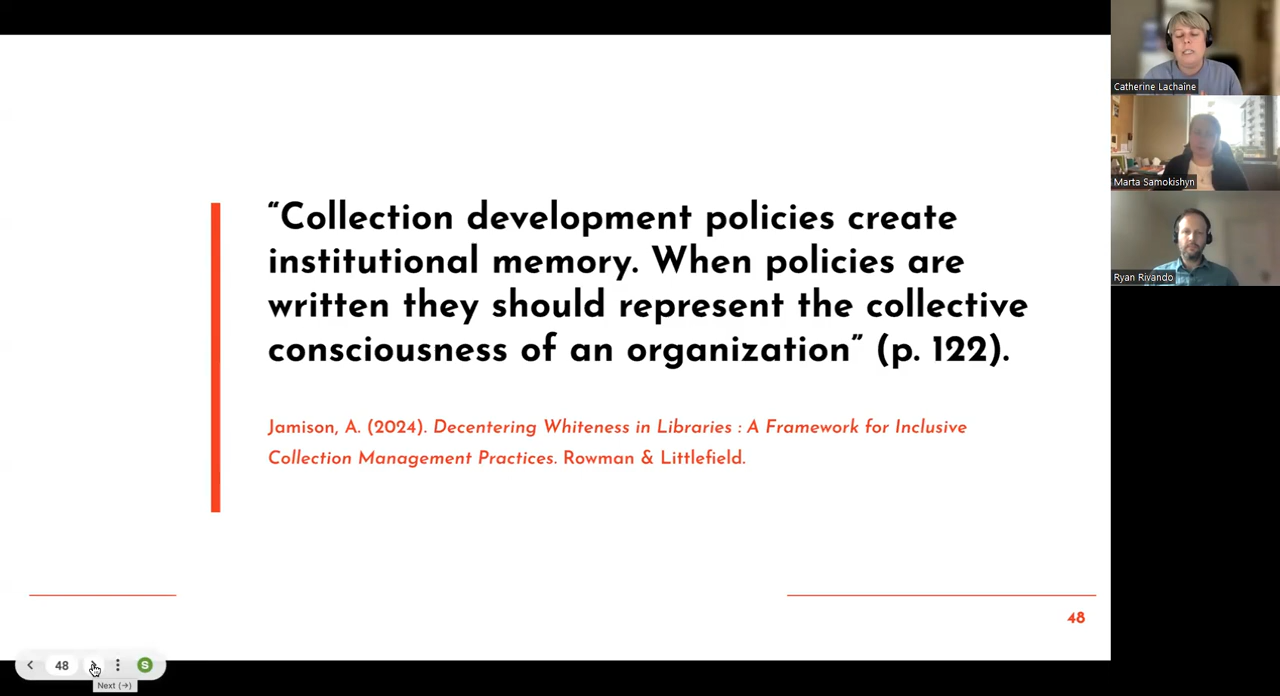 “Collection development policies create
institutional memory. When policies are
written they should represent the collective
consciousness of an organization” (p. 122).
Jamison, A. (2024). Decentering Whiteness in Libraries : A Framework for Inclusive
Collection Management Practices. Rowman & Littlefield.
48
Catherine Lachaîne
Marta Samokishyn
Ryan Rivando
48
S
Next (→)